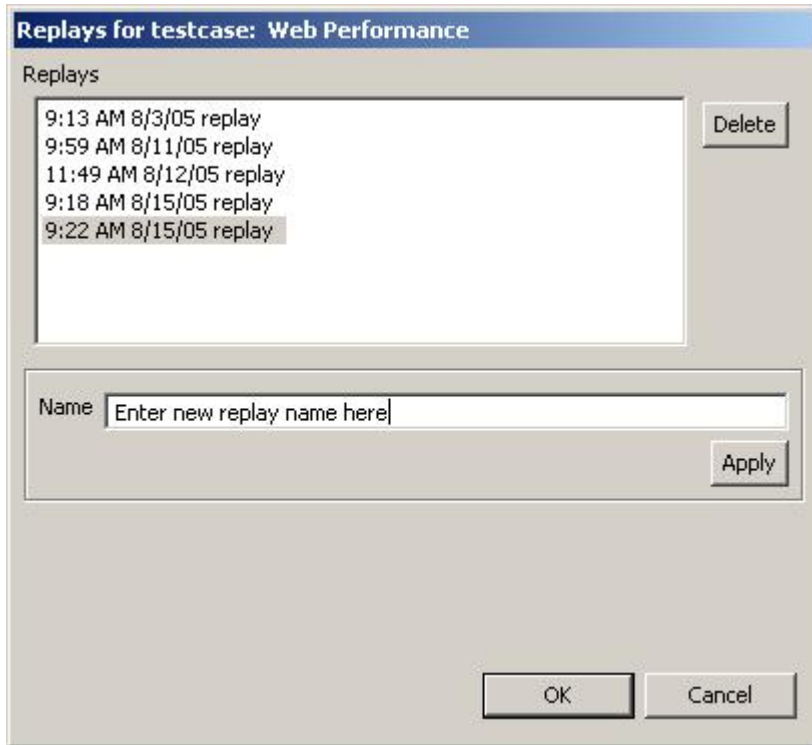 Replays for testcase: Web Performance
Replays
9:13 AM 8/3/05 replay
Delete
9:59 AM 8/11/05 replay
11:49 AM 8/12/05 replay
9:18 AM 8/15/05 replay
9:22 AM 8/15/05 replay
Name
Enter new replay name here
Apply
OK
Cancel